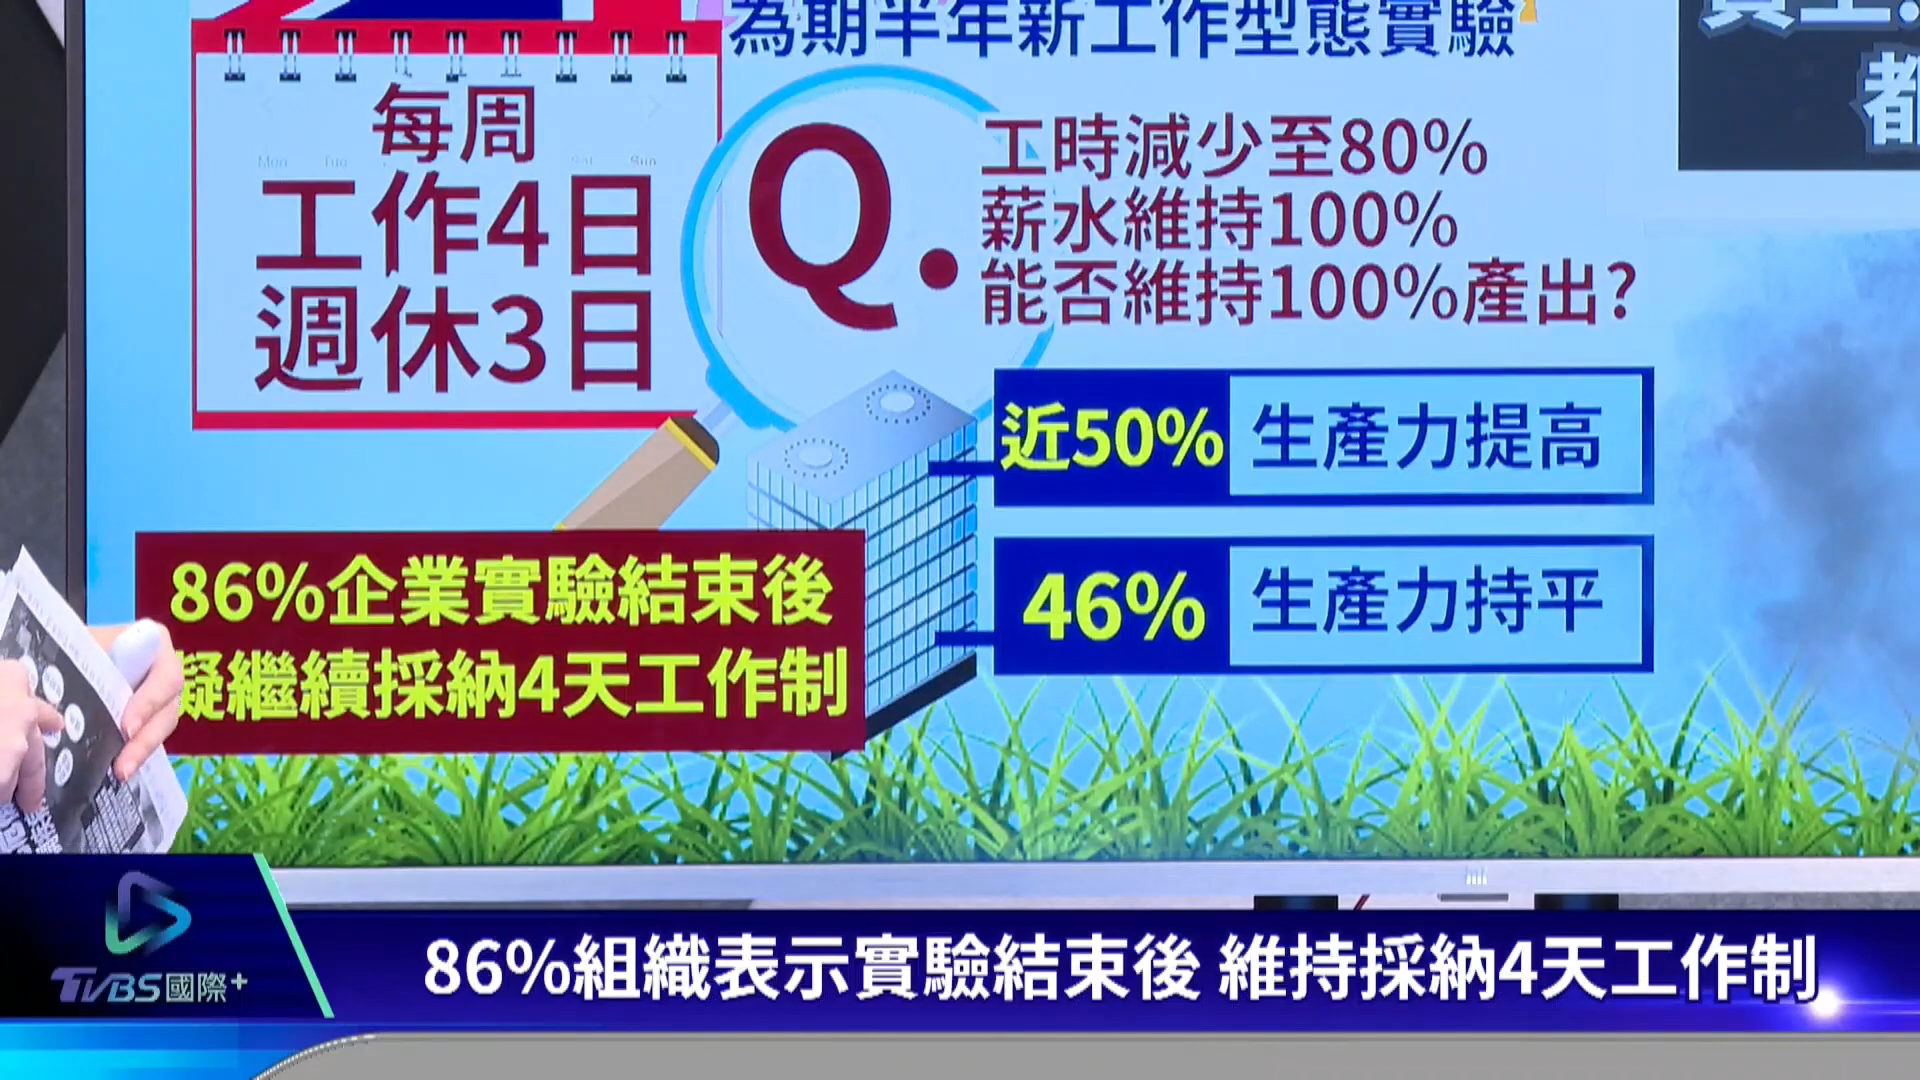 為期半年新工作型態實驗
每周
Mon Tue Sat Sun
工作4日
週休3日
Q.
工時減少至80%
薪水維持100%
能否維持100%產出?
近50% 生產力提高
46% 生產力持平
86%企業實驗結束後
擬繼續採納4天工作制
都
TVBS國際+
86%組織表示實驗結束後 維持採納4天工作制